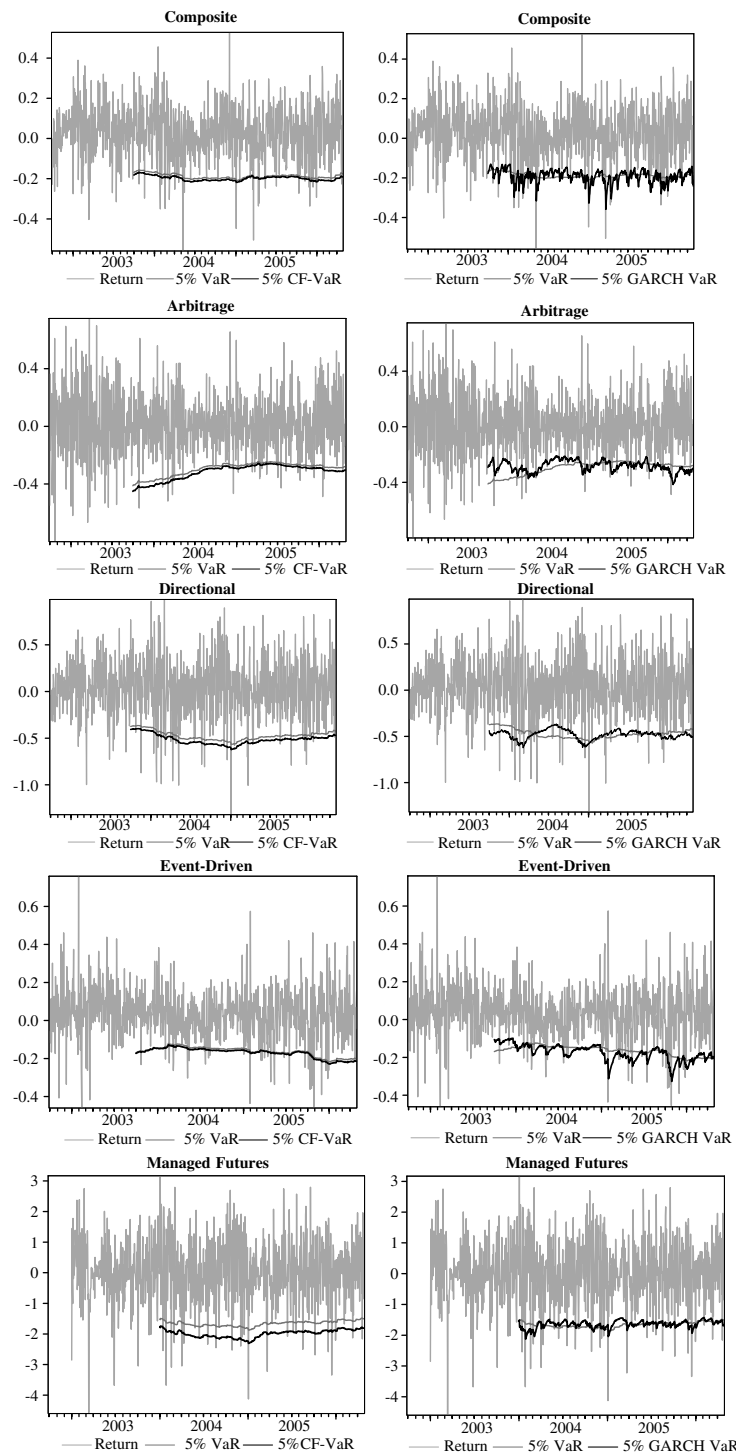 Composite
0.4
0.2
0.0
-0.2
-0.4
2003 2004 2005
Return 5% VaR 5% CF-VaR
Composite
0.4
0.2
0.0
-0.2
-0.4
2003 2004 2005
Return 5% VaR 5% GARCH VaR
Arbitrage
0.4
0.0
-0.4
2003 2004 2005
Return 5% VaR 5% CF-VaR
Arbitrage
0.4
0.0
-0.4
2003 2004 2005
Return 5% VaR 5% GARCH VaR
Directional
0.5
0.0
-0.5
-1.0
2003 2004 2005
Return 5% VaR 5% CF-VaR
Directional
0.5
0.0
-0.5
-1.0
2003 2004 2005
Return 5% VaR 5% GARCH VaR
Event-Driven
0.6
0.4
0.2
0.0
-0.2
-0.4
2003 2004 2005
Return 5% VaR 5% CF-VaR
Event-Driven
0.6
0.4
0.2
0.0
-0.2
-0.4
2003 2004 2005
Return 5% VaR 5% GARCH VaR
Managed Futures
3
2
1
0
-1
-2
-3
-4
2003 2004 2005
Return 5% VaR 5%CF-VaR
Managed Futures
3
2
1
0
-1
-2
-3
-4
2003 2004 2005
Return 5% VaR 5% GARCH VaR